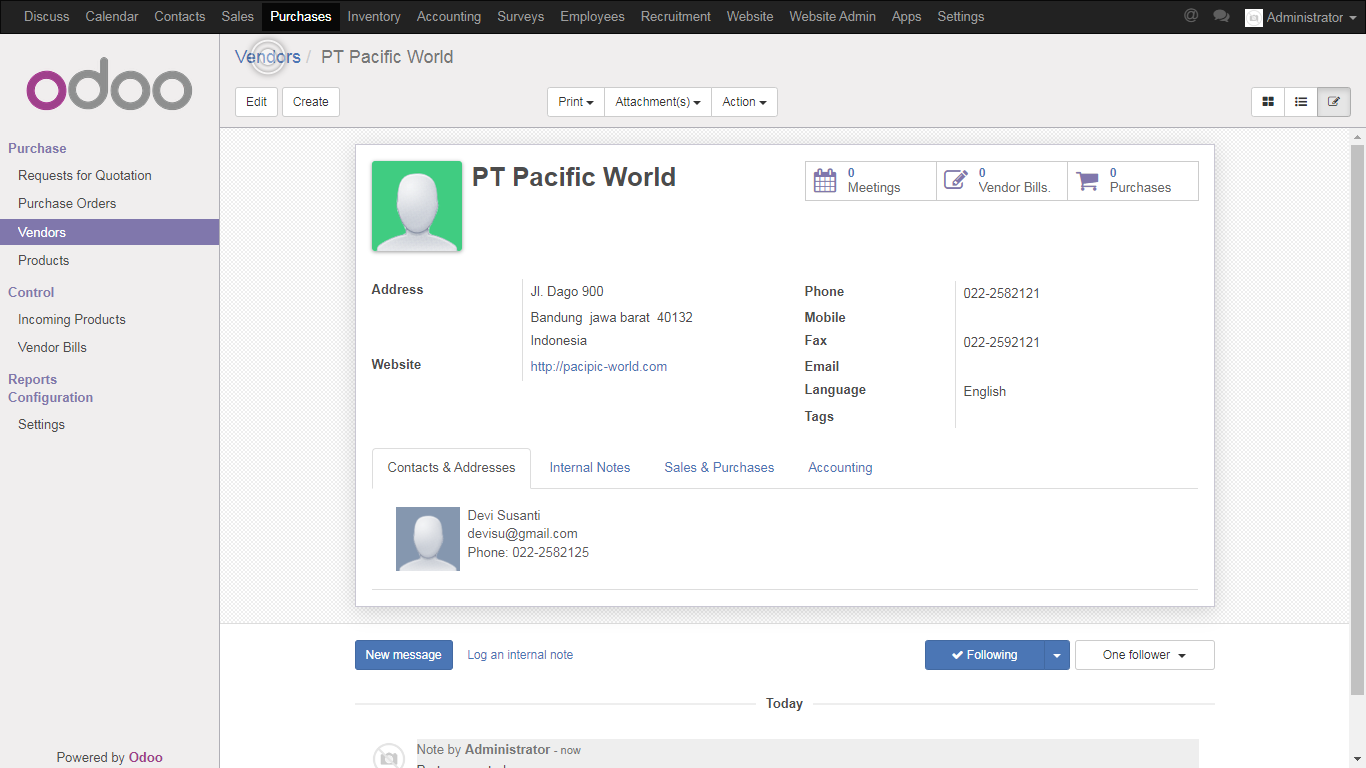 Discuss Calendar Contacts Sales Purchases Inventory Accounting Surveys Employees Recruitment Website Website Admin Apps Settings @ Administrator
odoo
Vendors / PT Pacific World
Edit Create Print Attachment(s) Action
Purchase
Requests for Quotation
Purchase Orders
Vendors
Products
Control
Incoming Products
Vendor Bills
Reports
Configuration
Settings
Powered by Odoo
PT Pacific World
0 Meetings
0 Vendor Bills.
0 Purchases
Address Jl. Dago 900
Bandung jawa barat 40132
Indonesia
Website http://pacipic-world.com
Phone 022-2582121
Mobile
Fax 022-2592121
Email
Language English
Tags
Contacts & Addresses Internal Notes Sales & Purchases Accounting
Devi Susanti
devisu@gmail.com
Phone: 022-2582125
New message Log an internal note Following One follower
Today
Note by Administrator - now